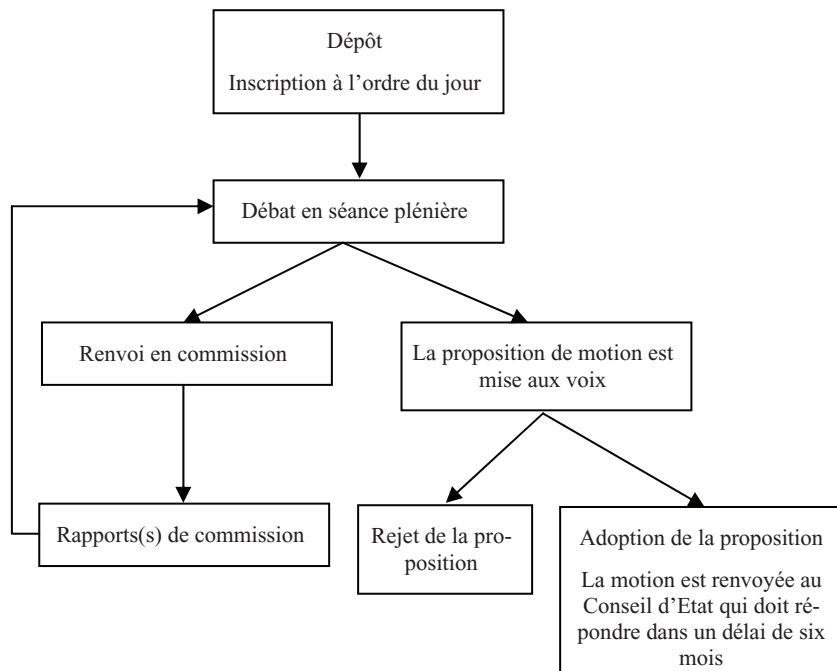 Dépôt
Inscription à l’ordre du jour
Débat en séance plénière
Renvoi en commission
La proposition de motion est
mise aux voix
Rapports(s) de commission
Rejet de la pro-
position
Adoption de la proposition
La motion est renvoyée au
Conseil d’Etat qui doit ré-
pondre dans un délai de six
mois